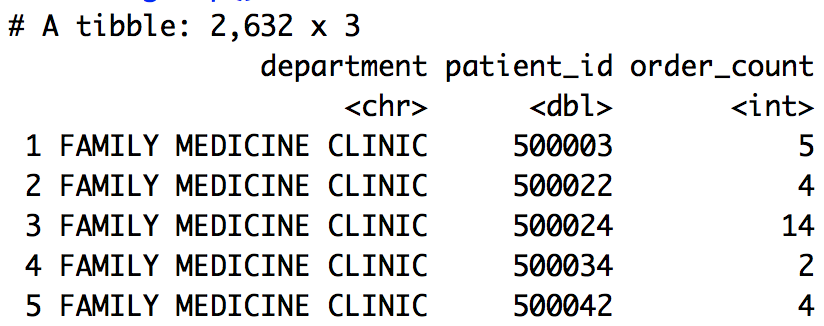 # A tibble: 2,632 x 3
department patient_id order_count
<chr> <dbl> <int>
1 FAMILY MEDICINE CLINIC 500003 5
2 FAMILY MEDICINE CLINIC 500022 4
3 FAMILY MEDICINE CLINIC 500024 14
4 FAMILY MEDICINE CLINIC 500034 2
5 FAMILY MEDICINE CLINIC 500042 4